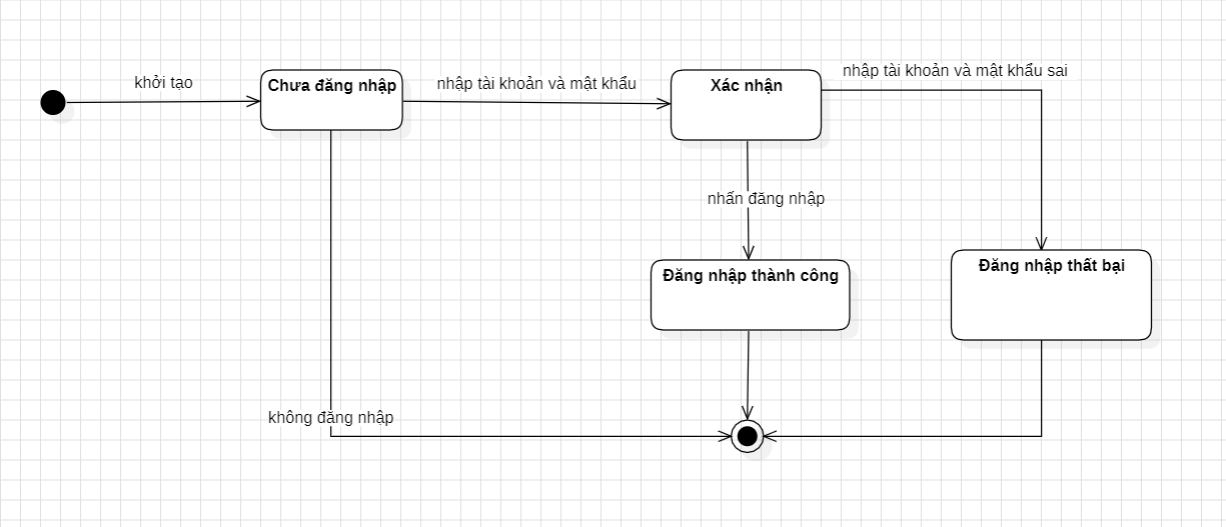 khởi tạo
Chưa đăng nhập
nhập tài khoản và mật khẩu
Xác nhận
nhập tài khoản và mật khẩu sai
nhấn đăng nhập
Đăng nhập thành công
Đăng nhập thất bại
không đăng nhập